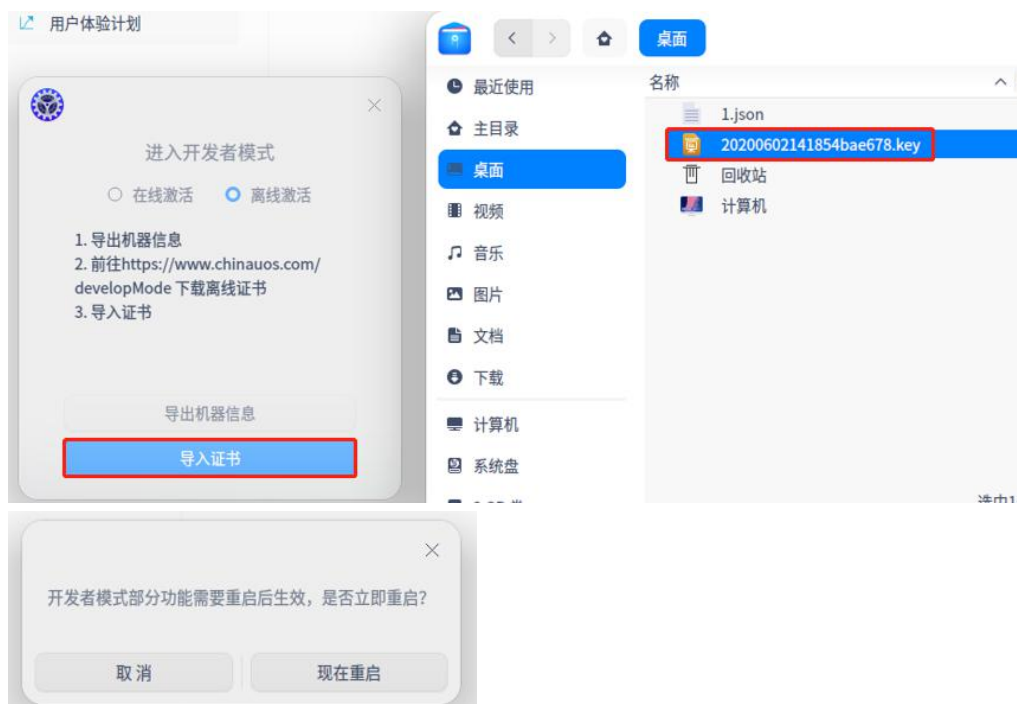 用户体验计划
进入开发者模式
在线激活 离线激活
1. 导出机器信息
2. 前往https://www.chinauos.com/
developMode 下载离线证书
3. 导入证书
导出机器信息
导入证书
桌面
最近使用
主目录
桌面
视频
音乐
图片
文档
下载
计算机
系统盘
名称
1.json
20200602141854bae678.key
回收站
计算机
选中1
开发者模式部分功能需要重启后生效，是否立即重启?
取 消 现在重启